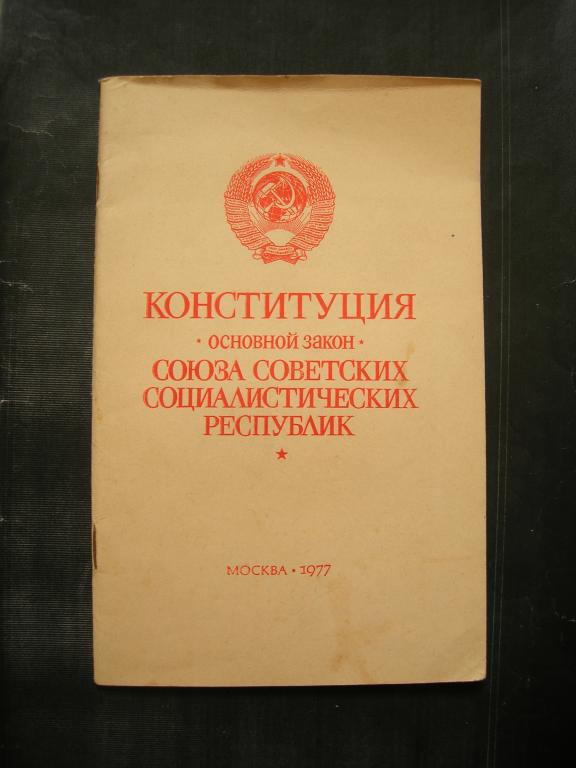 КОНСТИТУЦИЯ
• ОСНОВНОЙ ЗАКОН •
СОЮЗА СОВЕТСКИХ
СОЦИАЛИСТИЧЕСКИХ
РЕСПУБЛИК
★
МОСКВА • 1977